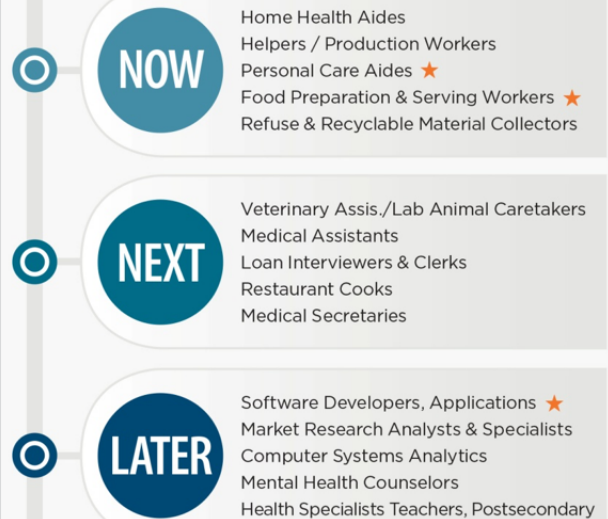 NOW
Home Health Aides
Helpers / Production Workers
Personal Care Aides
Food Preparation & Serving Workers
Refuse & Recyclable Material Collectors
NEXT
Veterinary Assis./Lab Animal Caretakers
Medical Assistants
Loan Interviewers & Clerks
Restaurant Cooks
Medical Secretaries
LATER
Software Developers, Applications
Market Research Analysts & Specialists
Computer Systems Analytics
Mental Health Counselors
Health Specialists Teachers, Postsecondary